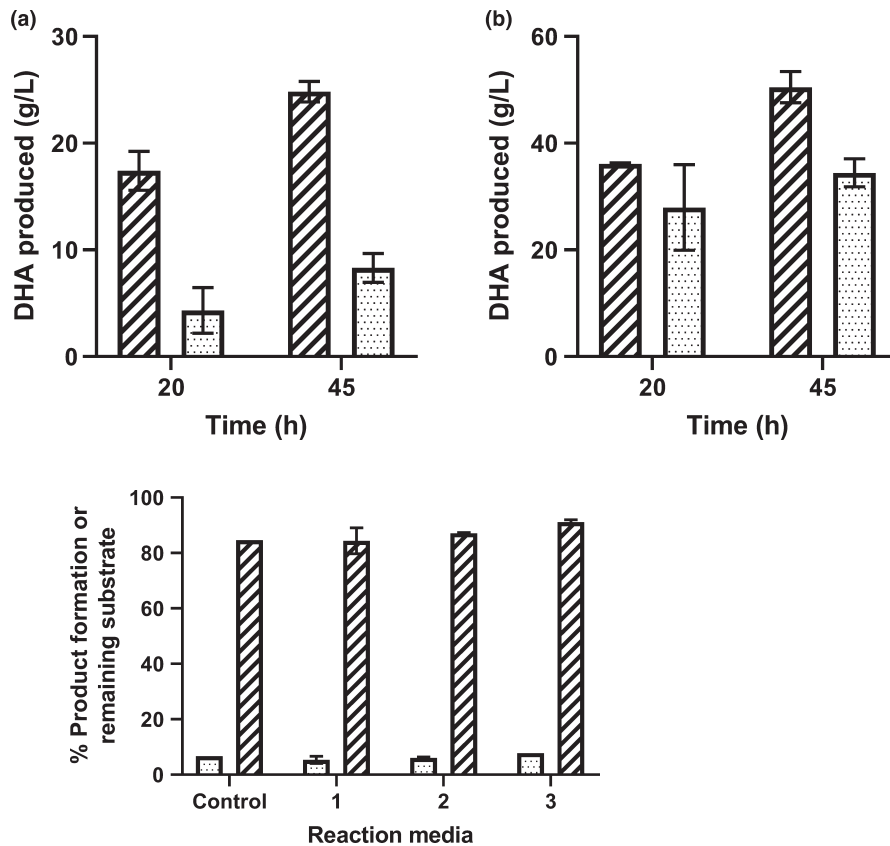 (a)
30
20
10
0
DHA produced (g/L)
20 45
Time (h)
(b)
60
40
20
0
DHA produced (g/L)
20 45
Time (h)
100
80
60
40
20
0
% Product formation or
remaining substrate
Control 1 2 3
Reaction media